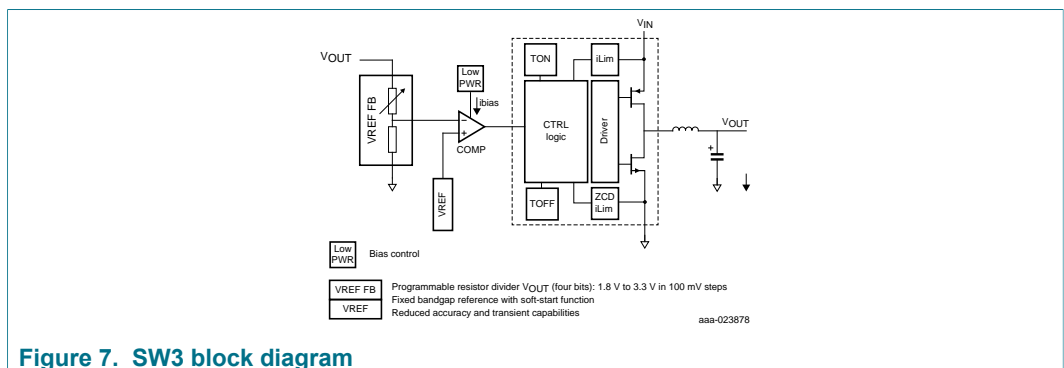 VIN
VOUT
TON
iLim
Low
PWR
ibias
VREF FB
CTRL
logic
Driver
VOUT
COMP
VREF
TOFF
ZCD
iLim
Low
PWR
Bias control
VREF FB
Programmable resistor divider VOUT (four bits): 1.8 V to 3.3 V in 100 mV steps
Fixed bandgap reference with soft-start function
VREF
Reduced accuracy and transient capabilities
aaa-023878
Figure 7. SW3 block diagram